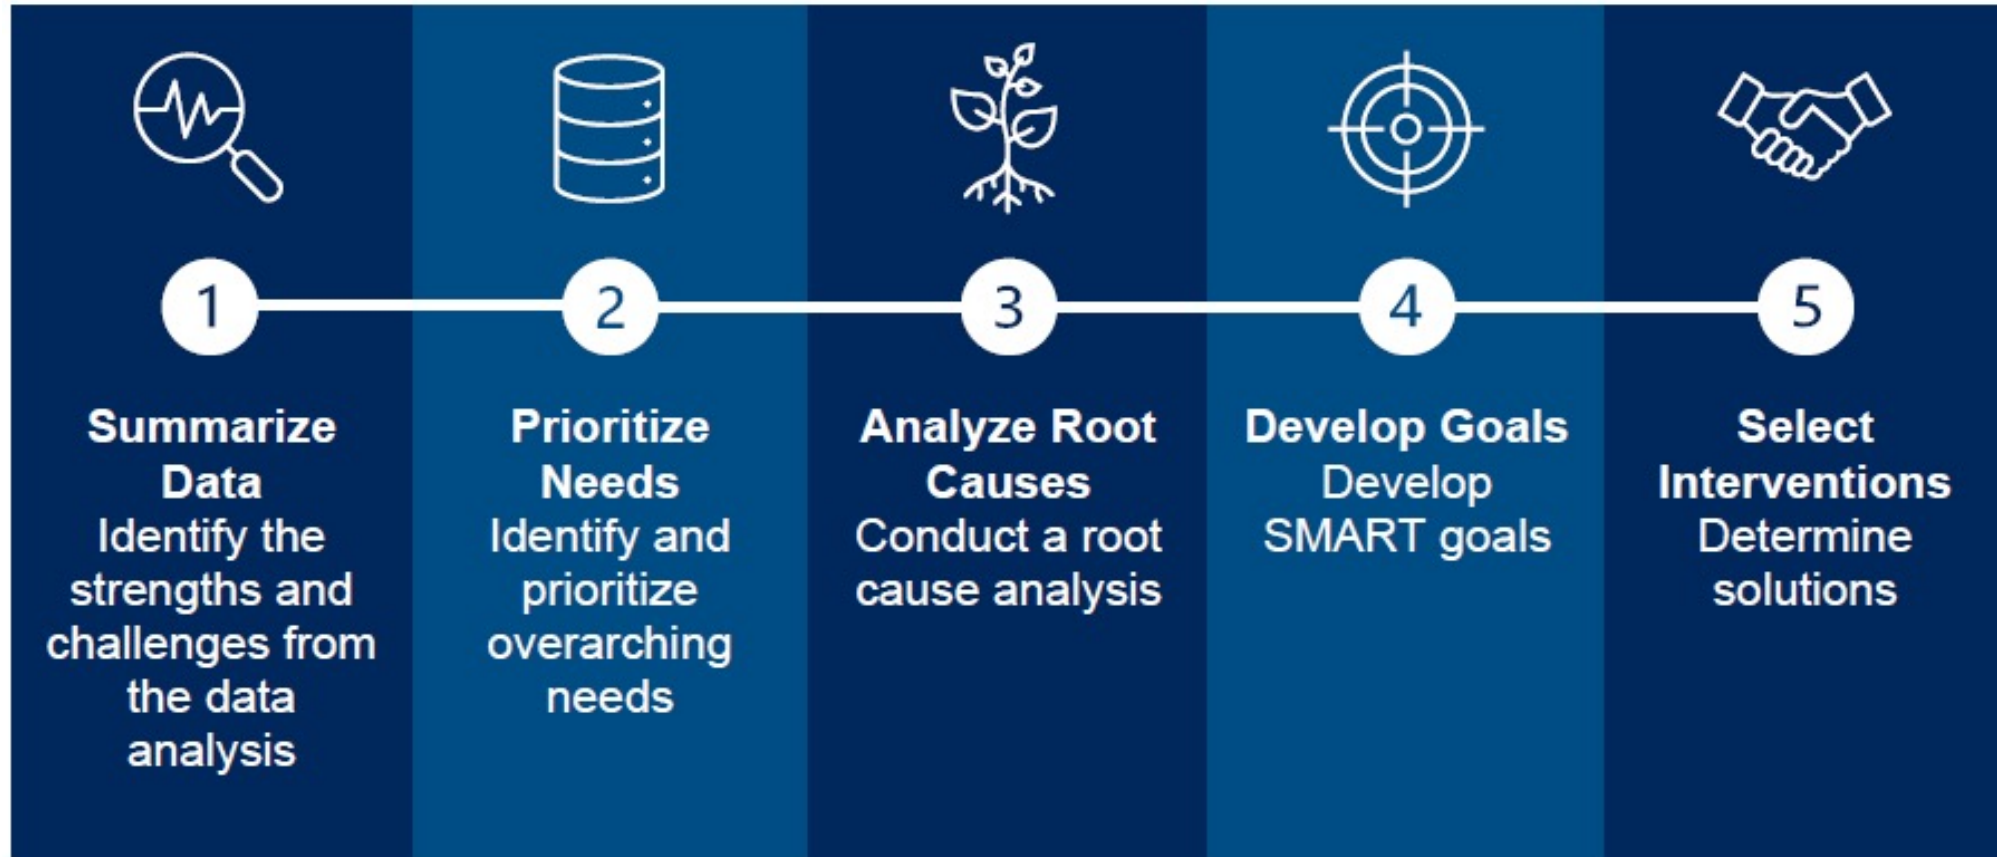 1
Summarize
Data
Identify the
strengths and
challenges from
the data
analysis
2
Prioritize
Needs
Identify and
prioritize
overarching
needs
3
Analyze Root
Causes
Conduct a root
cause analysis
4
Develop Goals
Develop
SMART goals
5
Select
Interventions
Determine
solutions